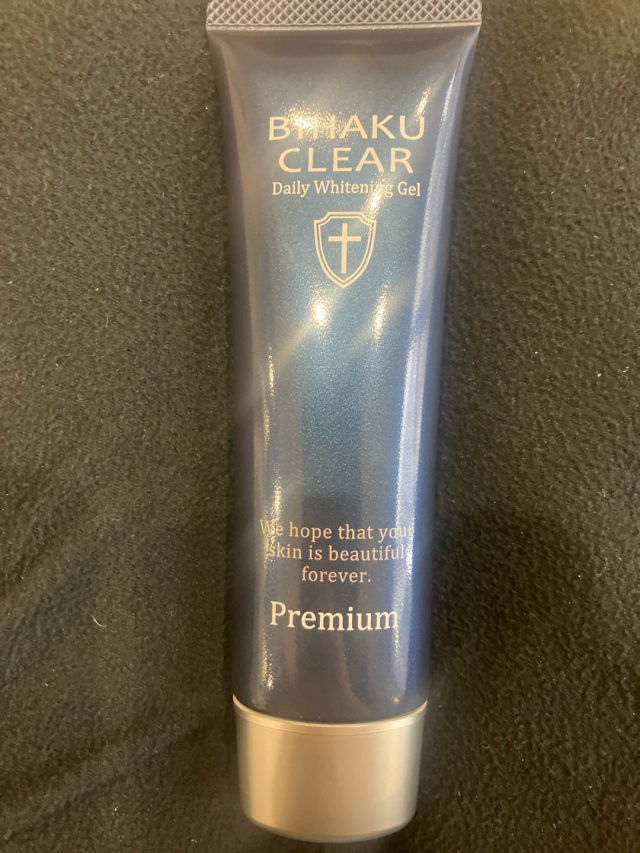 BIHAKU
CLEAR
Daily Whitening Gel
We hope that your
skin is beautiful
forever.
Premium